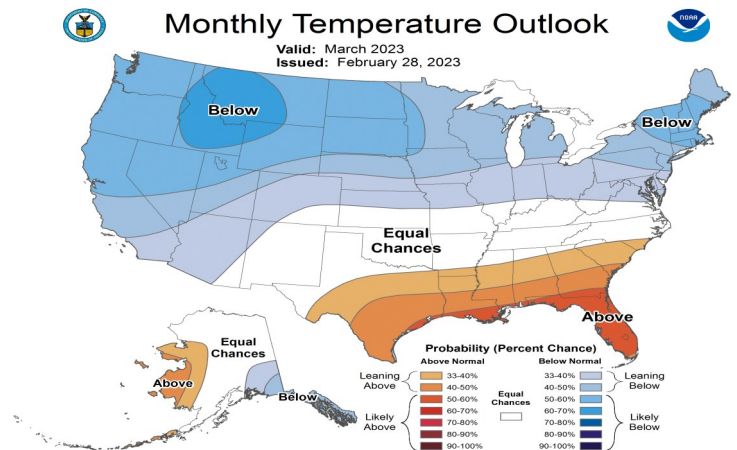 Monthly Temperature Outlook
NOAA
Valid: March 2023
Issued: February 28, 2023
Below
Below
Equal
Chances
Above
Equal
Chances
Above
Below
Probability (Percent Chance)
Above Normal
Below Normal
Leaning
Above
33-40%
40-50%
50-60%
60-70%
70-80%
80-90%
90-100%
Likely
Above
Equal
Chances
33-40%
40-50%
50-60%
60-70%
70-80%
80-90%
90-100%
Leaning
Below
Likely
Below